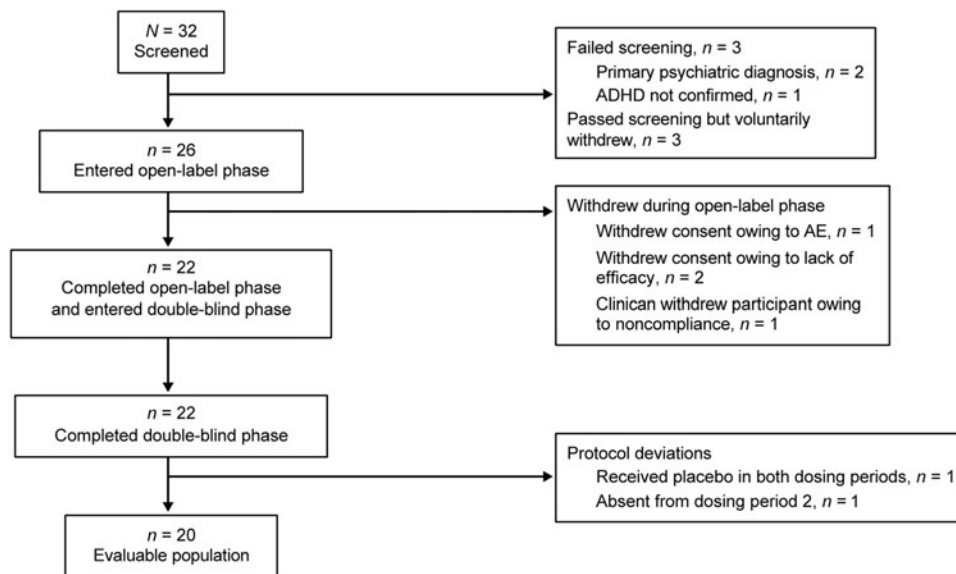 N = 32
Screened
Failed screening, n = 3
Primary psychiatric diagnosis, n = 2
ADHD not confirmed, n = 1
Passed screening but voluntarily
withdrew, n = 3
n = 26
Entered open-label phase
Withdrew during open-label phase
Withdrew consent owing to AE, n = 1
Withdrew consent owing to lack of
efficacy, n = 2
Clinican withdrew participant owing
to noncompliance, n = 1
n = 22
Completed open-label phase
and entered double-blind phase
n = 22
Completed double-blind phase
Protocol deviations
Received placebo in both dosing periods, n = 1
Absent from dosing period 2, n = 1
n = 20
Evaluable population